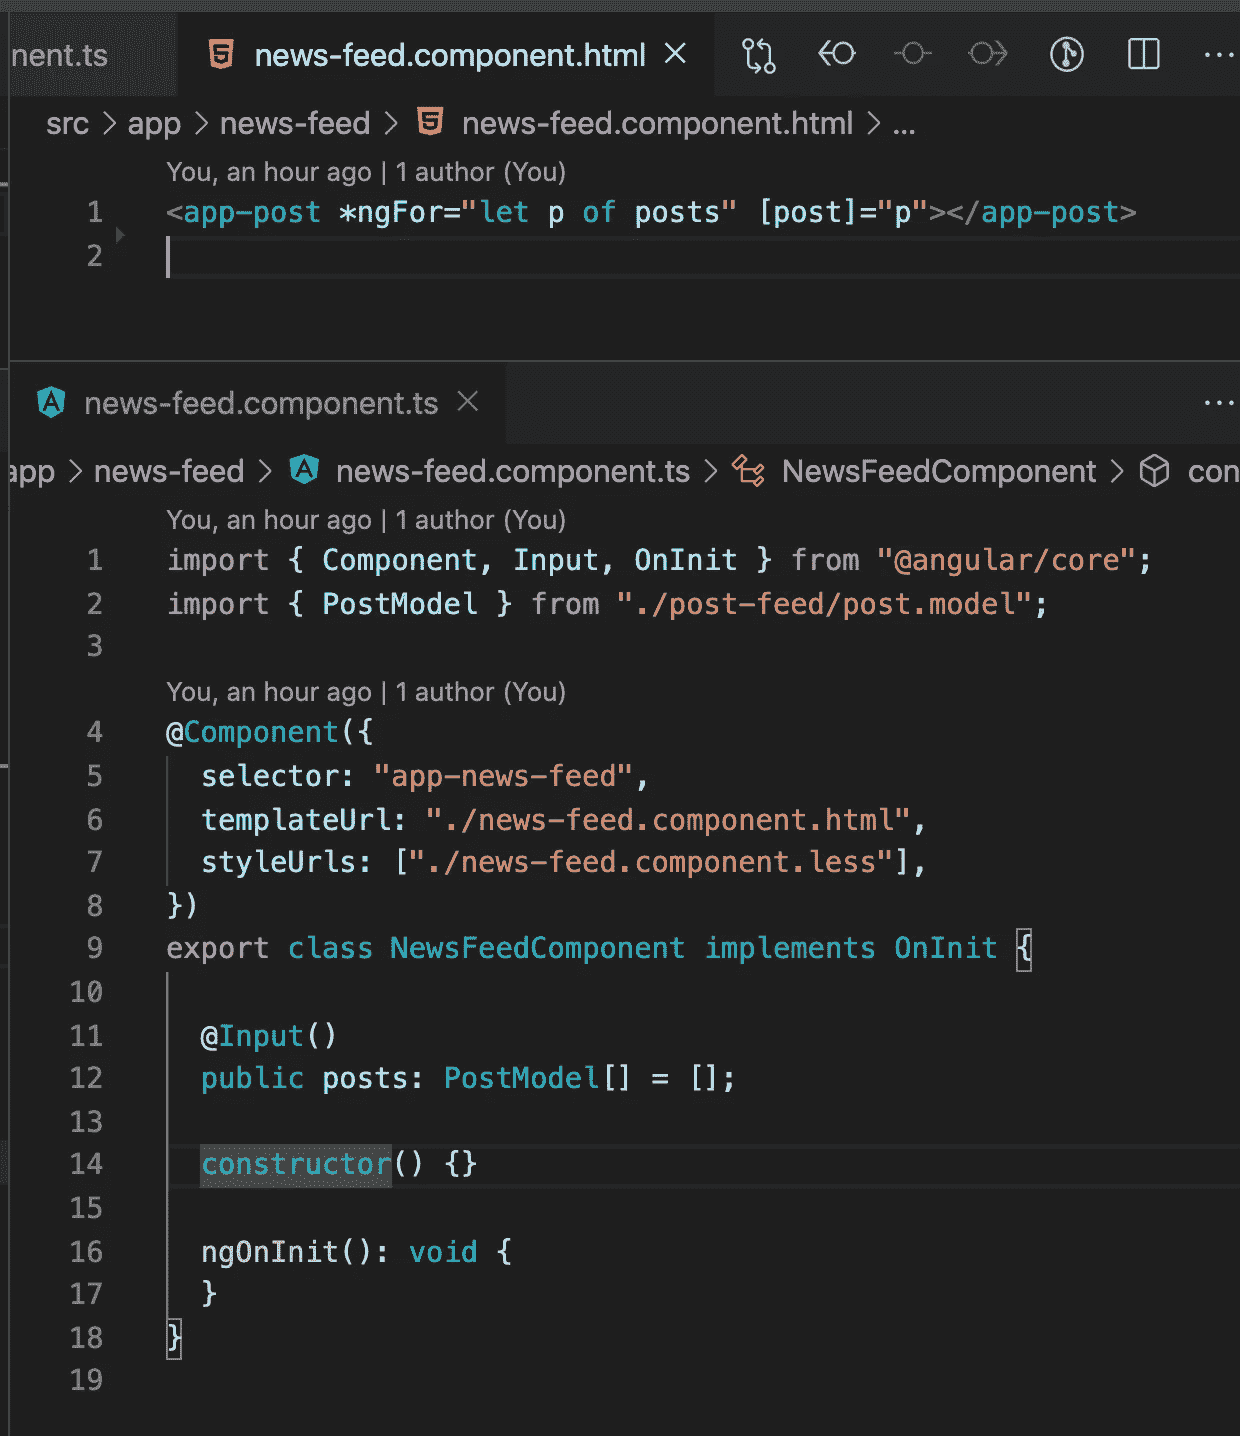 nent.ts news-feed.component.html
src > app > news-feed > news-feed.component.html > ...
You, an hour ago | 1 author (You)
1 <app-post *ngFor="let p of posts" [post]="p"></app-post>
2
news-feed.component.ts
app > news-feed > news-feed.component.ts > NewsFeedComponent > con
You, an hour ago | 1 author (You)
1 import { Component, Input, OnInit } from "@angular/core";
2 import { PostModel } from "./post-feed/post.model";
3
You, an hour ago | 1 author (You)
4 @Component({
5 selector: "app-news-feed",
6 templateUrl: "./news-feed.component.html",
7 styleUrls: ["./news-feed.component.less"],
8 })
9 export class NewsFeedComponent implements OnInit {
10
11 @Input()
12 public posts: PostModel[] = [];
13
14 constructor() {}
15
16 ngOnInit(): void {
17 }
18 }
19